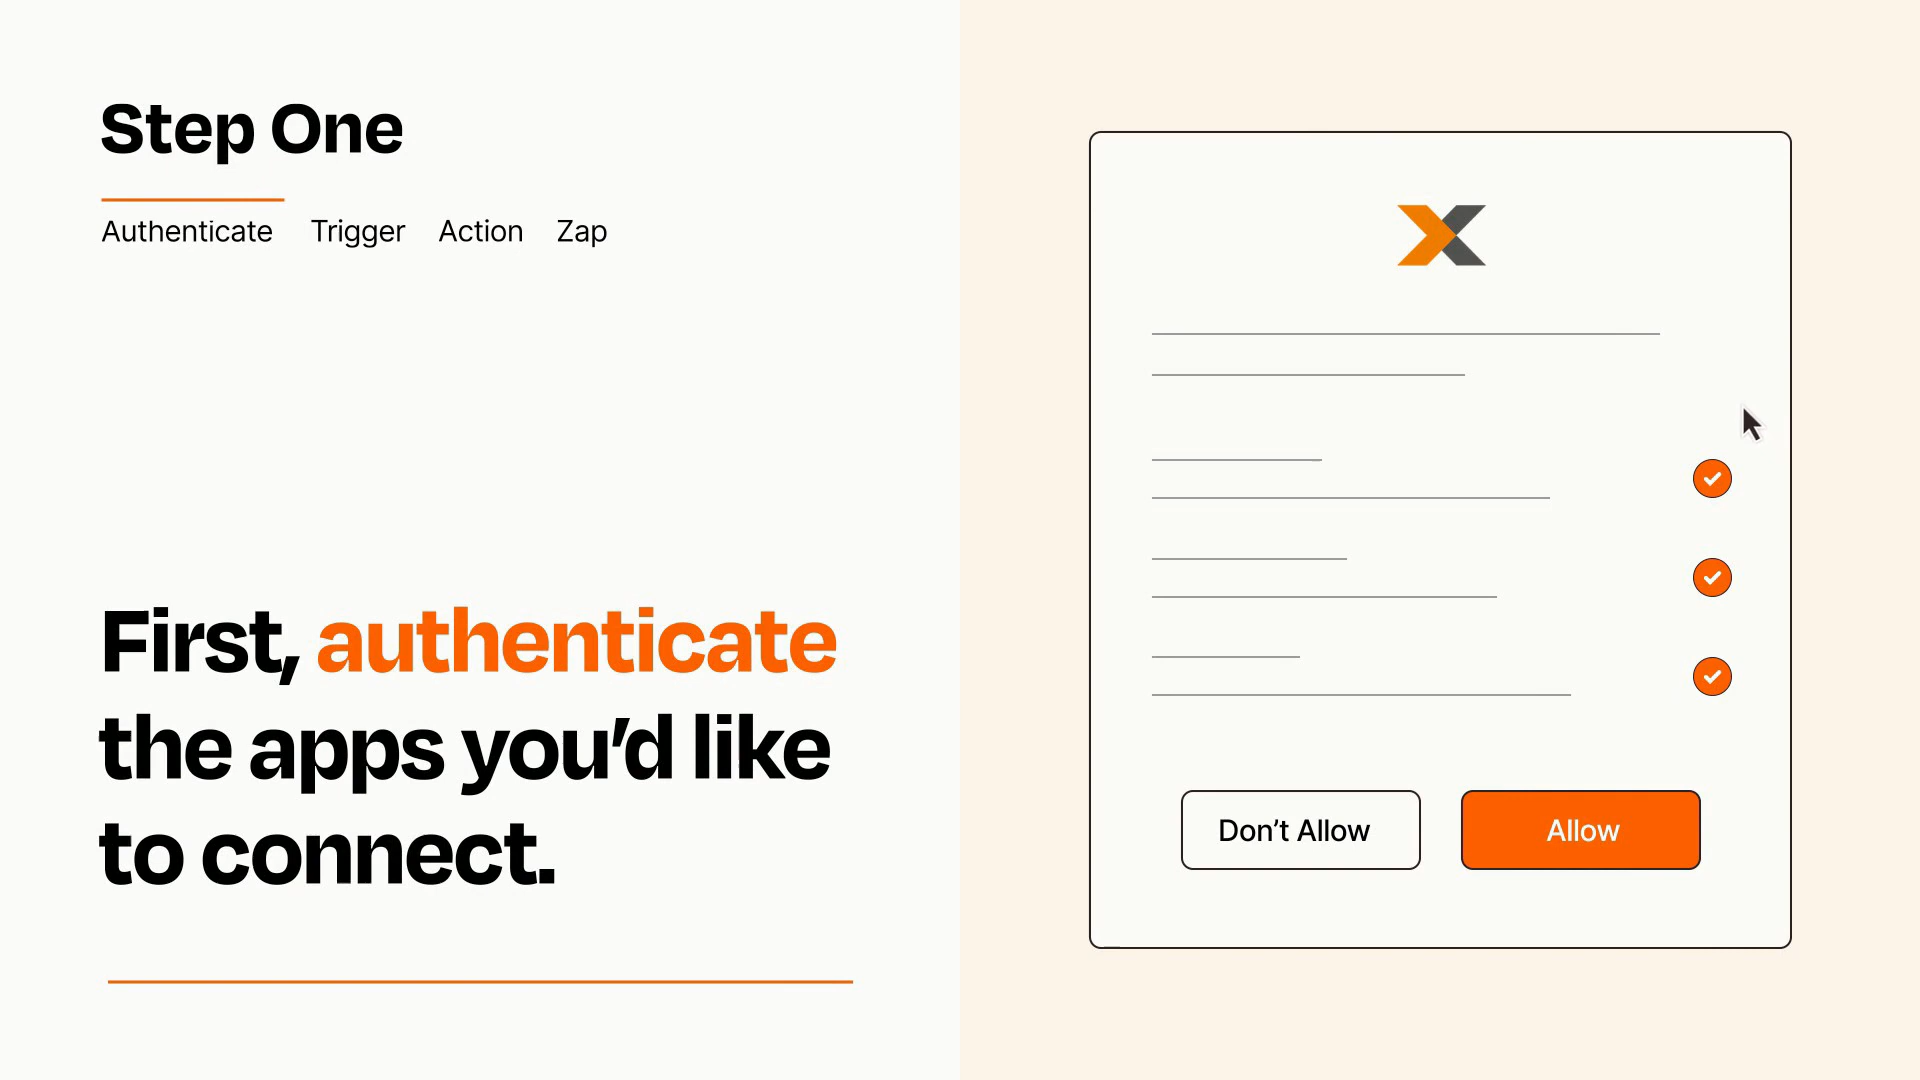 Step One
Authenticate Trigger Action Zap
First, authenticate
the apps you’d like
to connect.
Don’t Allow
Allow